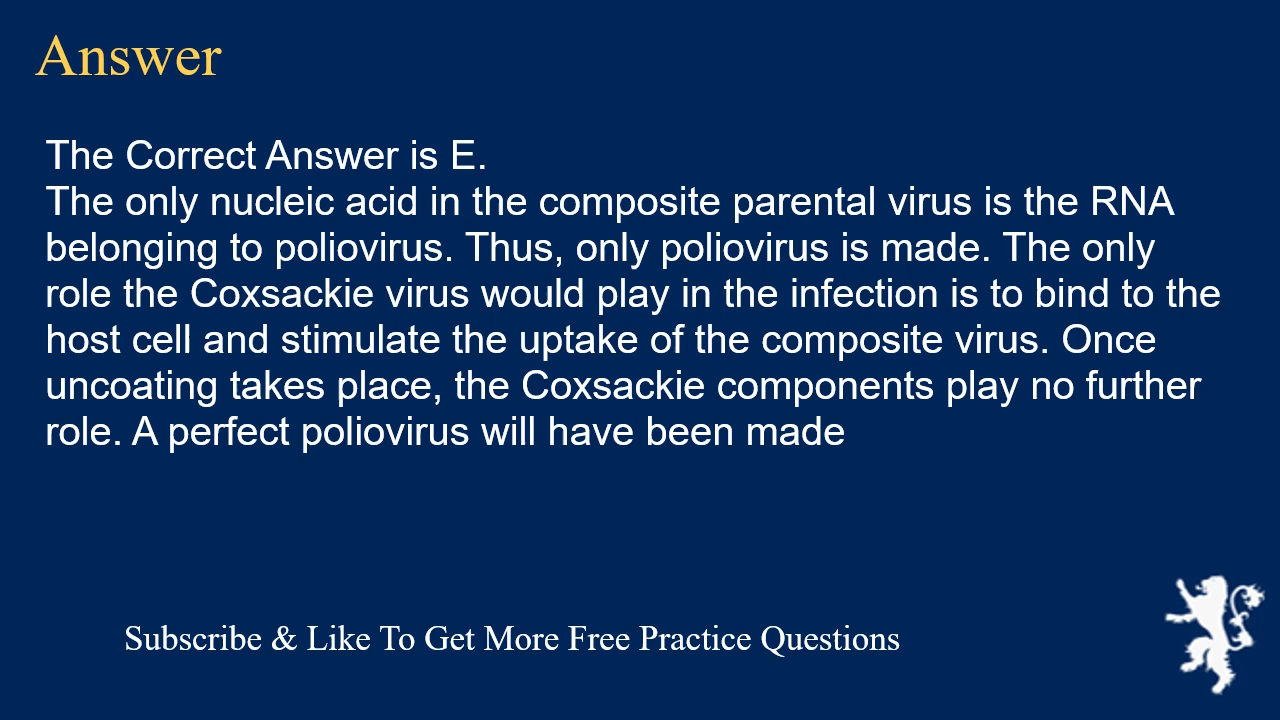 Answer
The Correct Answer is E.
The only nucleic acid in the composite parental virus is the RNA
belonging to poliovirus. Thus, only poliovirus is made. The only
role the Coxsackie virus would play in the infection is to bind to the
host cell and stimulate the uptake of the composite virus. Once
uncoating takes place, the Coxsackie components play no further
role. A perfect poliovirus will have been made
Subscribe & Like To Get More Free Practice Questions